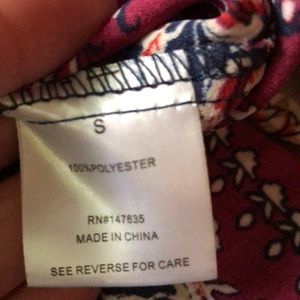 S
100%POLYESTER
RN#147635
MADE IN CHINA
SEE REVERSE FOR CARE